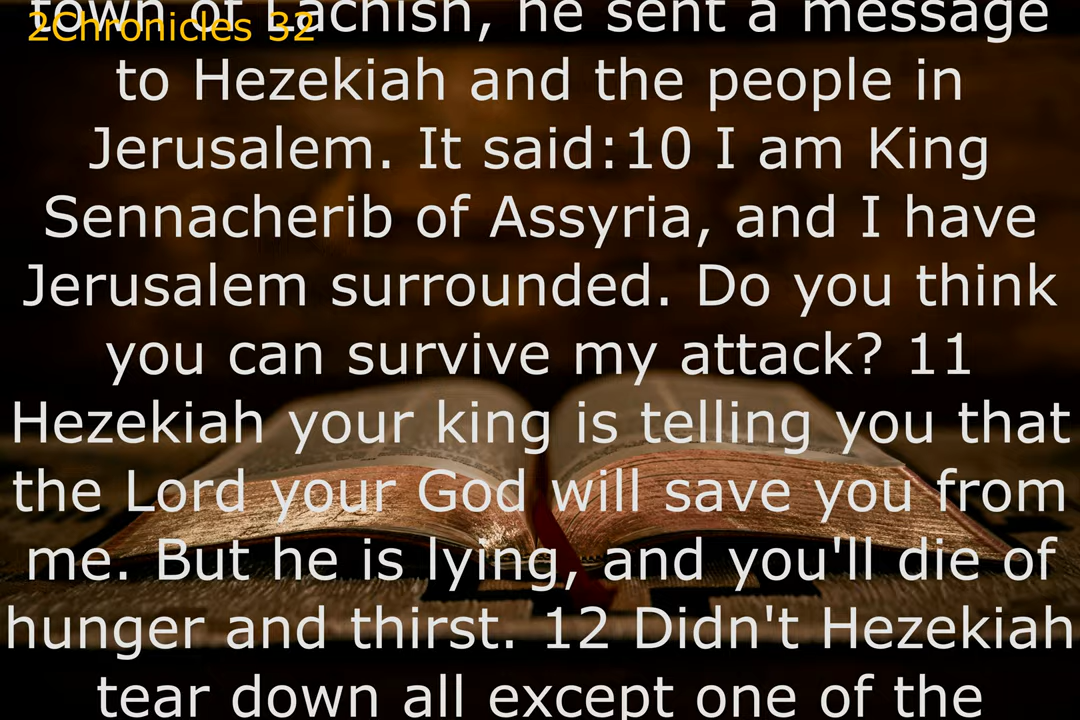 town of Lachish, he sent a message
2Chronicles 32
to Hezekiah and the people in
Jerusalem. It said:10 I am King
Sennacherib of Assyria, and I have
Jerusalem surrounded. Do you think
you can survive my attack? 11
Hezekiah your king is telling you that
the Lord your God will save you from
me. But he is lying, and you'll die of
hunger and thirst. 12 Didn't Hezekiah
tear down all except one of the